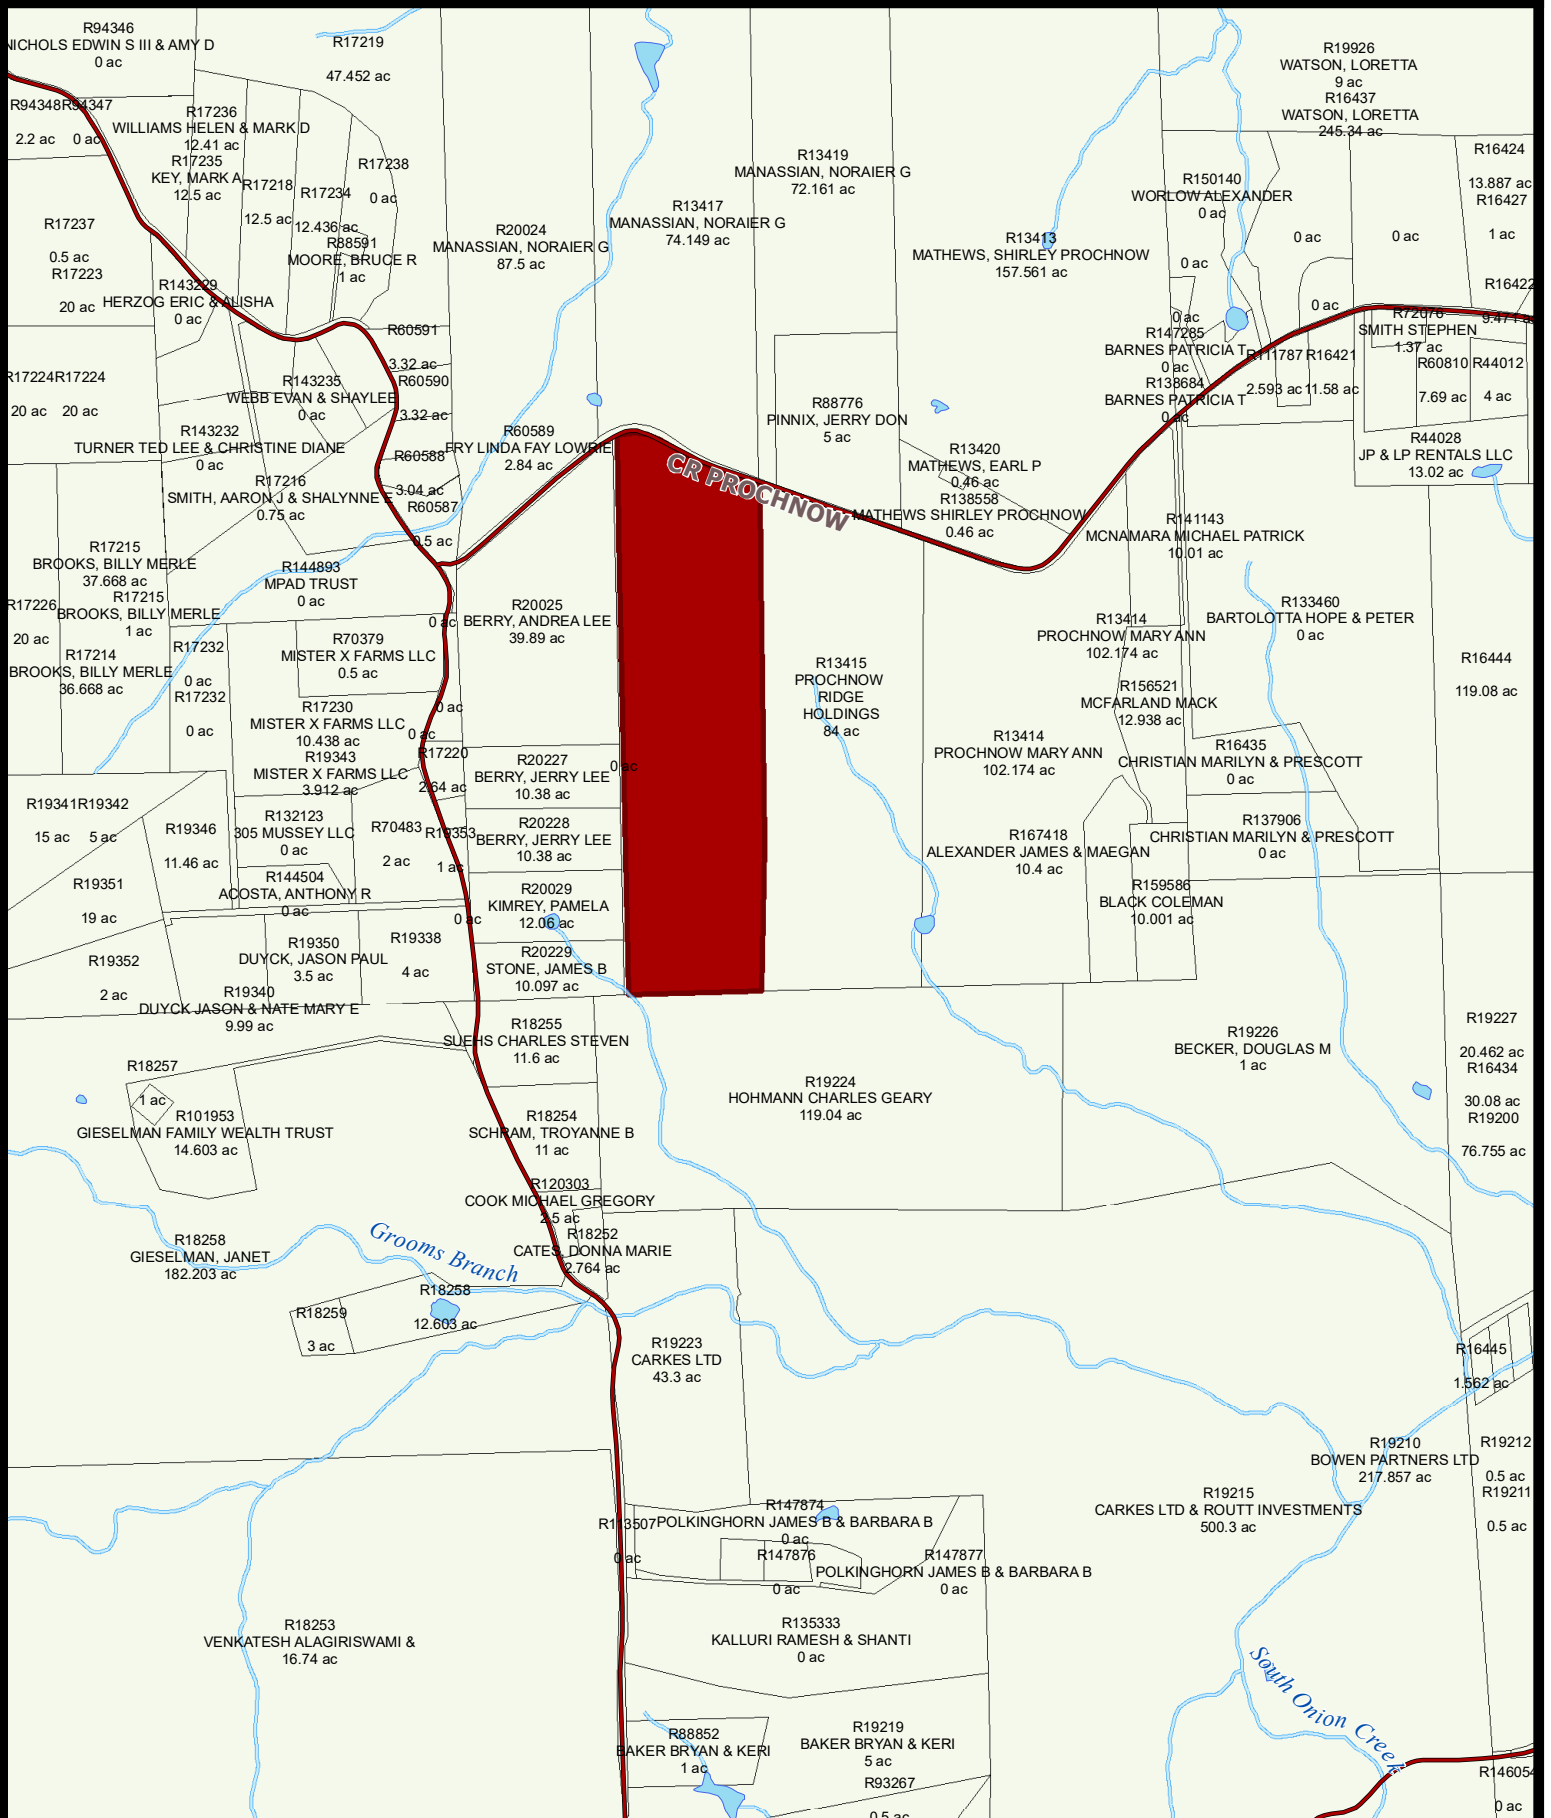 R94346
NICHOLS EDWIN S III & AMY D
0 ac
R17219
47.452 ac
R19926
WATSON, LORETTA
9 ac
R16437
WATSON, LORETTA
245.34 ac
R94348
2.2 ac
R94347
0 ac
R17236
WILLIAMS HELEN & MARK D
12.41 ac
R17235
KEY, MARK A
12.5 ac
R17218
12.5 ac
R17234
12.436 ac
R17238
0 ac
R88591
MOORE, BRUCE R
1 ac
R13419
MANASSIAN, NORAIER G
72.161 ac
R13417
MANASSIAN, NORAIER G
74.149 ac
R20024
MANASSIAN, NORAIER G
87.5 ac
R13413
MATHEWS, SHIRLEY PROCHNOW
157.561 ac
R150140
WORLOW ALEXANDER
0 ac
R16424
13.887 ac
R16427
1 ac
0 ac
0 ac
0 ac
0 ac
0 ac
R16422
9.471 ac
R17237
0.5 ac
R17223
20 ac
R143229
HERZOG ERIC & ALISHA
0 ac
R60591
3.32 ac
R60590
3.32 ac
R147285
BARNES PATRICIA T
0 ac
R138684
BARNES PATRICIA T
0 ac
R111787
2.593 ac
R16421
11.58 ac
R72076
SMITH STEPHEN
1.37 ac
R60810
7.69 ac
R44012
4 ac
R17224
20 ac
R17224
20 ac
R143235
WEBB EVAN & SHAYLEE
0 ac
R143232
TURNER TED LEE & CHRISTINE DIANE
0 ac
R60589
FRY LINDA FAY LOWRIE
2.84 ac
R88776
PINNIX, JERRY DON
5 ac
R13420
MATHEWS, EARL P
0.46 ac
R138558
MATHEWS SHIRLEY PROCHNOW
0.46 ac
R44028
JP & LP RENTALS LLC
13.02 ac
CR PROCHNOW
R60588
3.04 ac
R60587
0.5 ac
R17216
SMITH, AARON J & SHALYNNE E
0.75 ac
R141143
MCNAMARA MICHAEL PATRICK
10.01 ac
R17215
BROOKS, BILLY MERLE
37.668 ac
R17215
BROOKS, BILLY MERLE
1 ac
R144893
MPAD TRUST
0 ac
R17226
20 ac
R17214
BROOKS, BILLY MERLE
36.668 ac
R17232
0 ac
R17232
0 ac
R70379
MISTER X FARMS LLC
0.5 ac
0 ac
R20025
BERRY, ANDREA LEE
39.89 ac
R13414
PROCHNOW MARY ANN
102.174 ac
R133460
BARTOLOTTA HOPE & PETER
0 ac
R16444
119.08 ac
R13415
PROCHNOW
RIDGE
HOLDINGS
84 ac
R156521
MCFARLAND MACK
12.938 ac
R17230
MISTER X FARMS LLC
10.438 ac
R19343
MISTER X FARMS LLC
3.912 ac
0 ac
0 ac
R17220
2.64 ac
R20227
BERRY, JERRY LEE
10.38 ac
0 ac
R13414
PROCHNOW MARY ANN
102.174 ac
R16435
CHRISTIAN MARILYN & PRESCOTT
0 ac
R19341
15 ac
R19342
5 ac
R19346
11.46 ac
R132123
305 MUSSEY LLC
0 ac
R70483
2 ac
R19353
1 ac
R20228
BERRY, JERRY LEE
10.38 ac
R167418
ALEXANDER JAMES & MAEGAN
10.4 ac
R137906
CHRISTIAN MARILYN & PRESCOTT
0 ac
R19351
19 ac
R144504
ACOSTA, ANTHONY R
0 ac
0 ac
R20029
KIMREY, PAMELA
12.06 ac
R159586
BLACK COLEMAN
10.001 ac
R19352
2 ac
R19350
DUYCK, JASON PAUL
3.5 ac
R19338
4 ac
R20229
STONE, JAMES B
10.097 ac
R19340
DUYCK JASON & NATE MARY E
9.99 ac
R18255
SUEHS CHARLES STEVEN
11.6 ac
R19226
BECKER, DOUGLAS M
1 ac
R19227
20.462 ac
R16434
30.08 ac
R19200
76.755 ac
R18257
1 ac
R101953
GIESELMAN FAMILY WEALTH TRUST
14.603 ac
R19224
HOHMANN CHARLES GEARY
119.04 ac
R18254
SCHRAM, TROYANNE B
11 ac
R120303
COOK MICHAEL GREGORY
2.5 ac
R18252
CATES, DONNA MARIE
2.764 ac
R18258
GIESELMAN, JANET
182.203 ac
Grooms Branch
R18258
12.603 ac
R18259
3 ac
R19223
CARKES LTD
43.3 ac
R16445
1.562 ac
R19210
BOWEN PARTNERS LTD
217.857 ac
R19212
0.5 ac
R19211
0.5 ac
R19215
CARKES LTD & ROUTT INVESTMENTS
500.3 ac
R113507
0 ac
R147874
POLKINGHORN JAMES B & BARBARA B
0 ac
R147876
0 ac
R147877
POLKINGHORN JAMES B & BARBARA B
0 ac
R18253
VENKATESH ALAGIRISWAMI &
16.74 ac
R135333
KALLURI RAMESH & SHANTI
0 ac
South Onion Creek
R88852
BAKER BRYAN & KERI
1 ac
R19219
BAKER BRYAN & KERI
5 ac
R93267
0.5 ac
R146054
0 ac